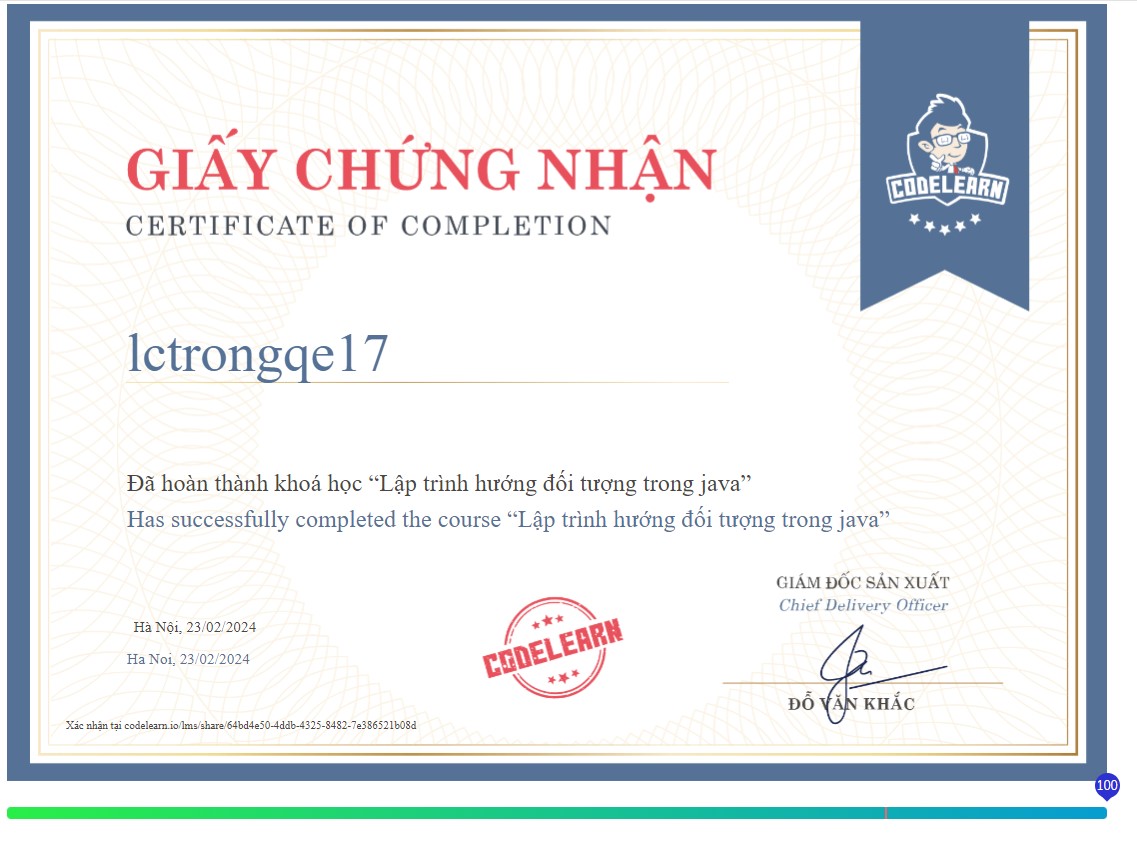 CODELEARN
GIẤY CHỨNG NHẬN
CERTIFICATE OF COMPLETION
lctrongqe17
Đã hoàn thành khoá học “Lập trình hướng đối tượng trong java”
Has successfully completed the course “Lập trình hướng đối tượng trong java”
GIÁM ĐỐC SẢN XUẤT
Chief Delivery Officer
Hà Nội, 23/02/2024
Ha Noi, 23/02/2024
CODELEARN
ĐỖ VĂN KHẮC
Xác nhận tại codelearn.io/lms/share/64bd4e50-4ddb-4325-8482-7e386521b08d
100